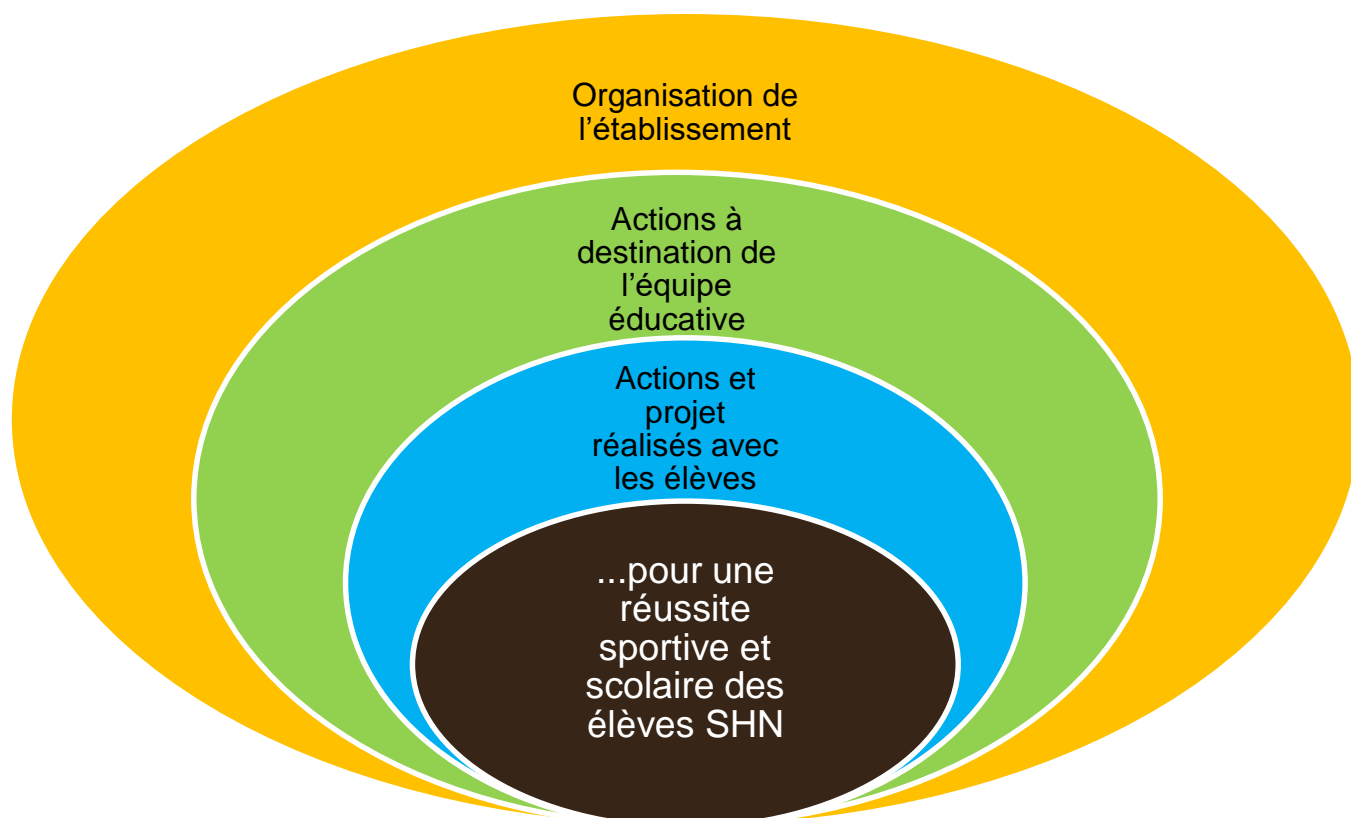 Organisation de
l’établissement
Actions à
destination de
l’équipe
éducative
Actions et
projet
réalisés avec
les élèves
...pour une
réussite
sportive et
scolaire des
élèves SHN